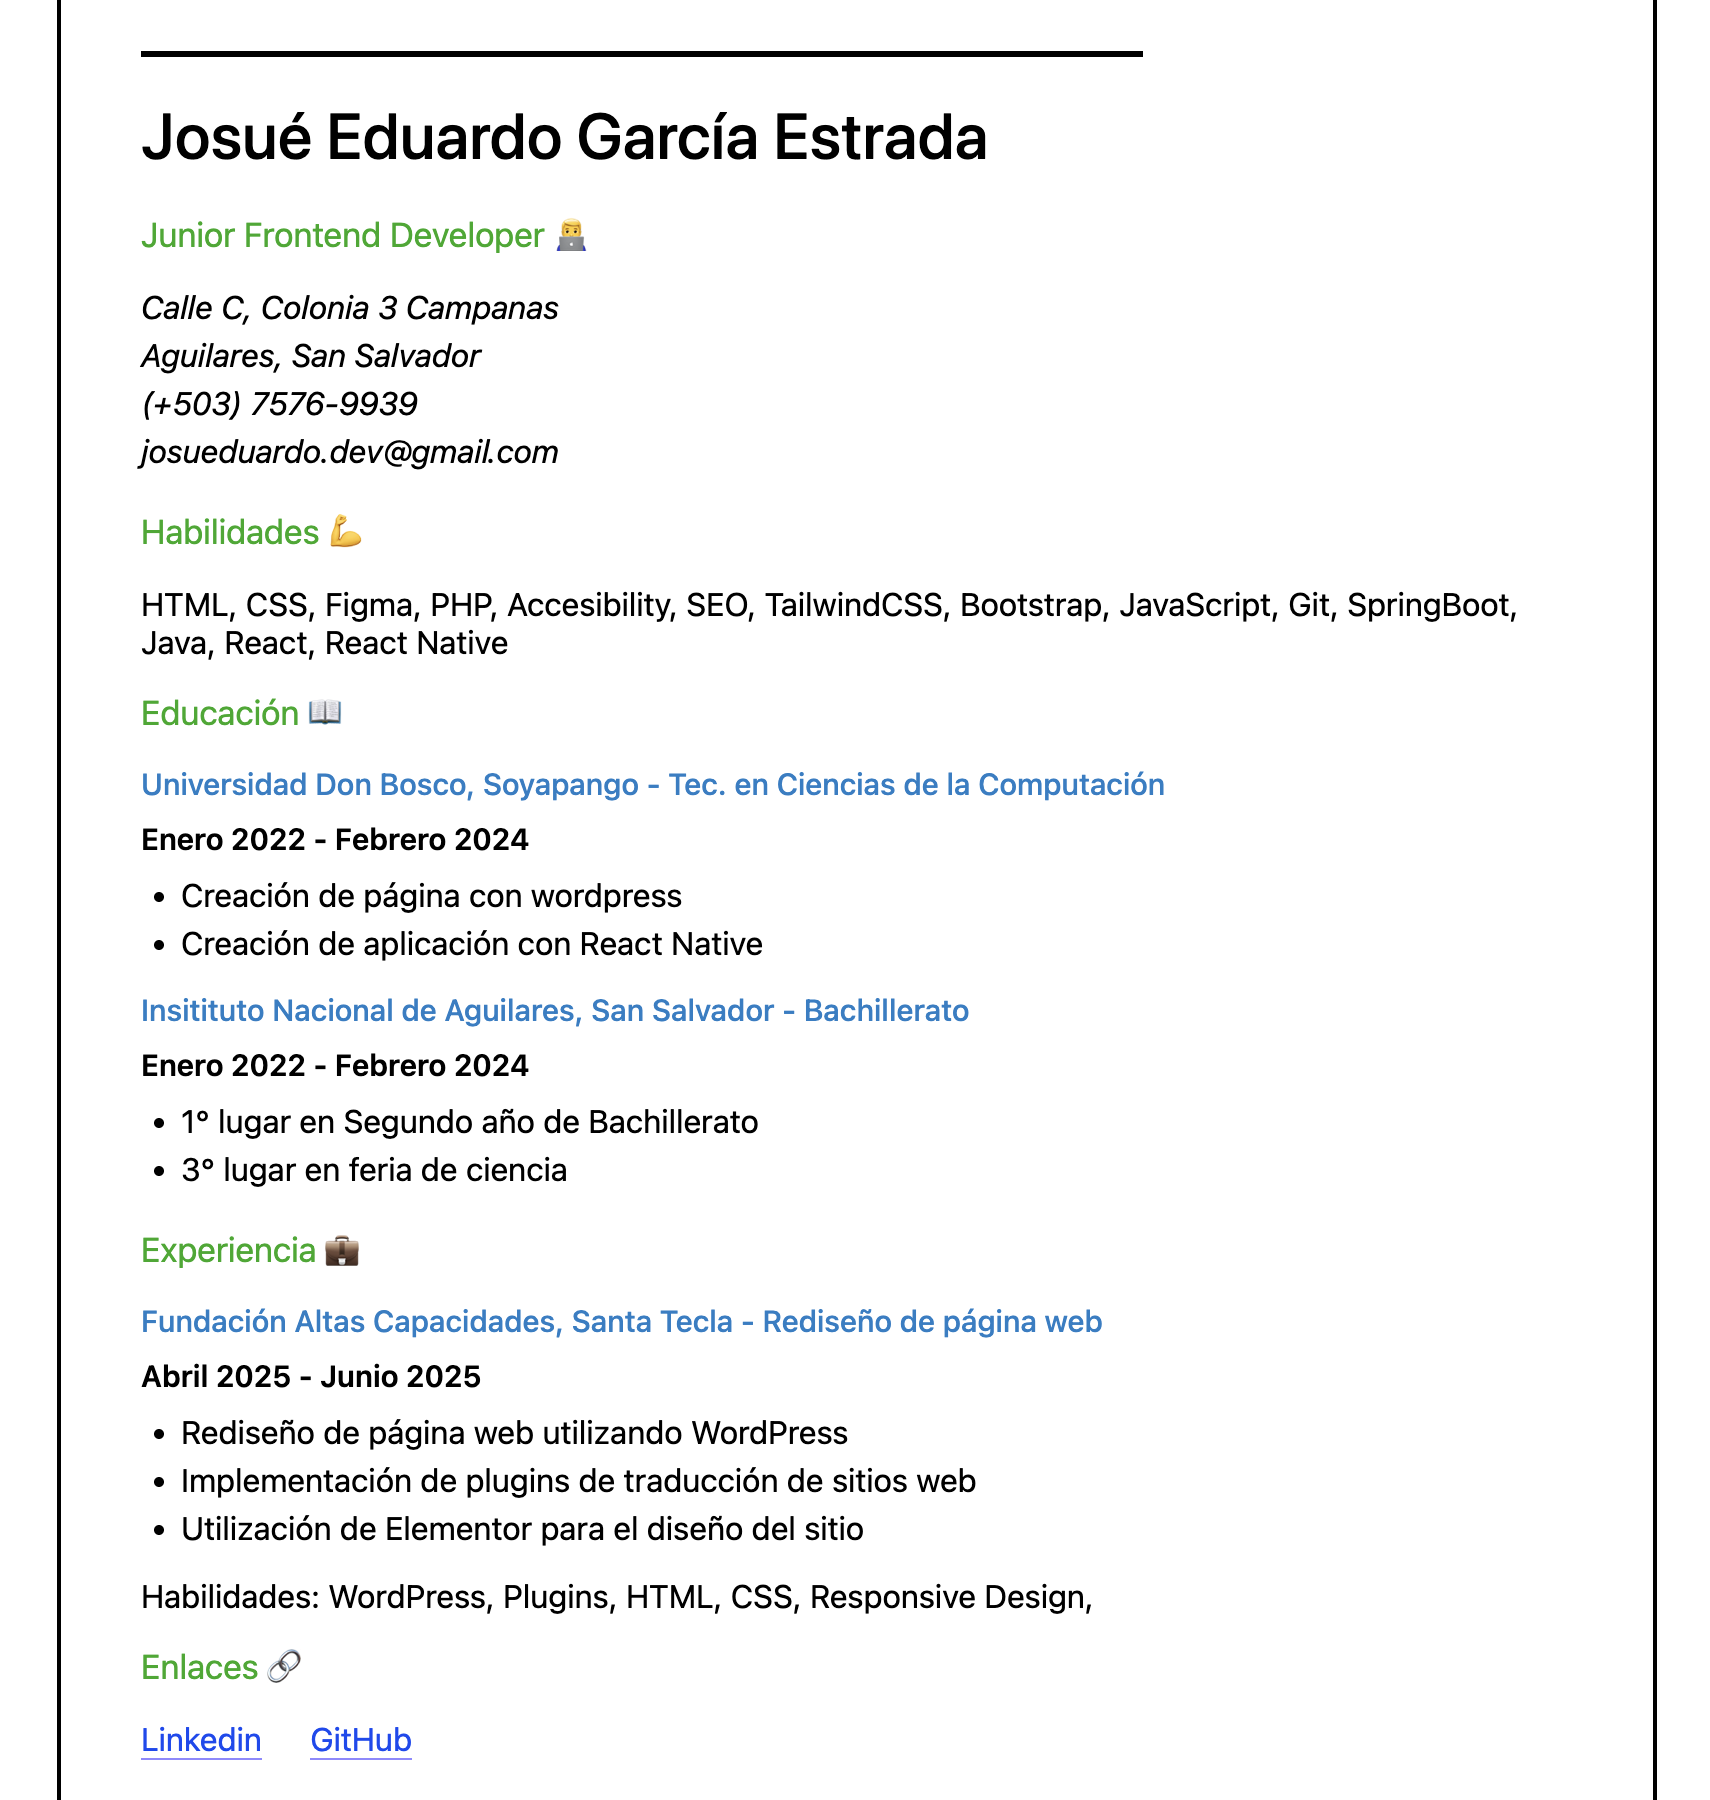 Josué Eduardo García Estrada
Junior Frontend Developer 👨‍💻
Calle C, Colonia 3 Campanas
Aguilares, San Salvador
(+503) 7576-9939
josueduardo.dev@gmail.com
Habilidades 💪
HTML, CSS, Figma, PHP, Accesibility, SEO, TailwindCSS, Bootstrap, JavaScript, Git, SpringBoot,
Java, React, React Native
Educación 📖
Universidad Don Bosco, Soyapango - Tec. en Ciencias de la Computación
Enero 2022 - Febrero 2024
• Creación de página con wordpress
• Creación de aplicación con React Native
Insitituto Nacional de Aguilares, San Salvador - Bachillerato
Enero 2022 - Febrero 2024
• 1° lugar en Segundo año de Bachillerato
• 3° lugar en feria de ciencia
Experiencia 💼
Fundación Altas Capacidades, Santa Tecla - Rediseño de página web
Abril 2025 - Junio 2025
• Rediseño de página web utilizando WordPress
• Implementación de plugins de traducción de sitios web
• Utilización de Elementor para el diseño del sitio
Habilidades: WordPress, Plugins, HTML, CSS, Responsive Design,
Enlaces 🔗
Linkedin GitHub